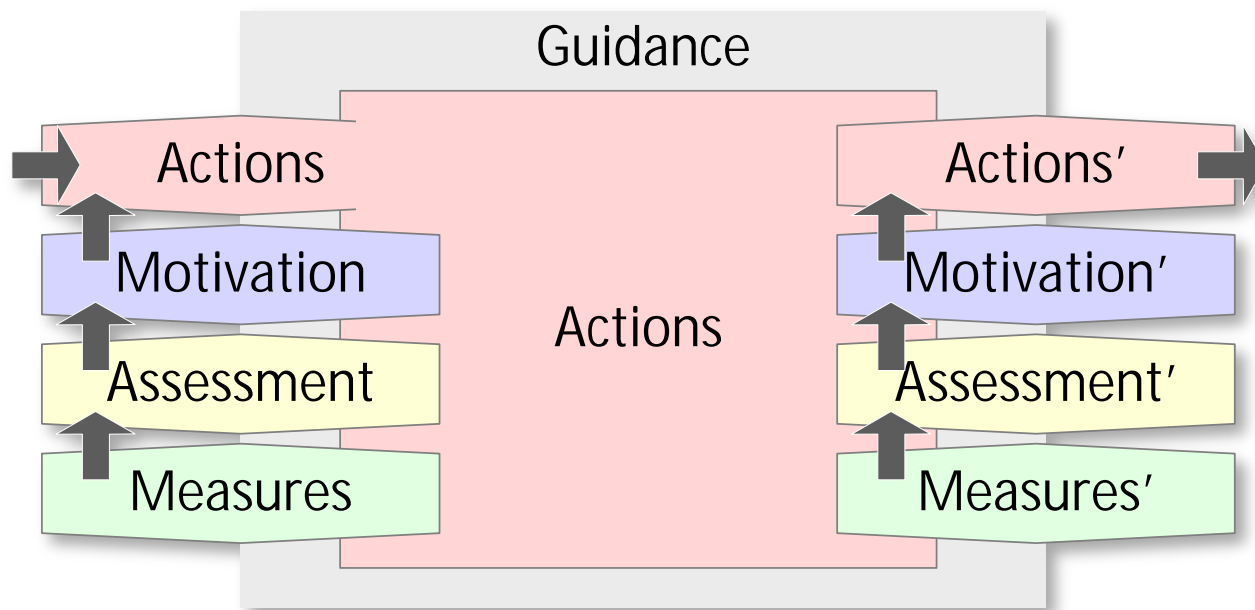 Guidance
Actions
Actions′
Motivation
Motivation′
Actions
Assessment
Assessment′
Measures
Measures′